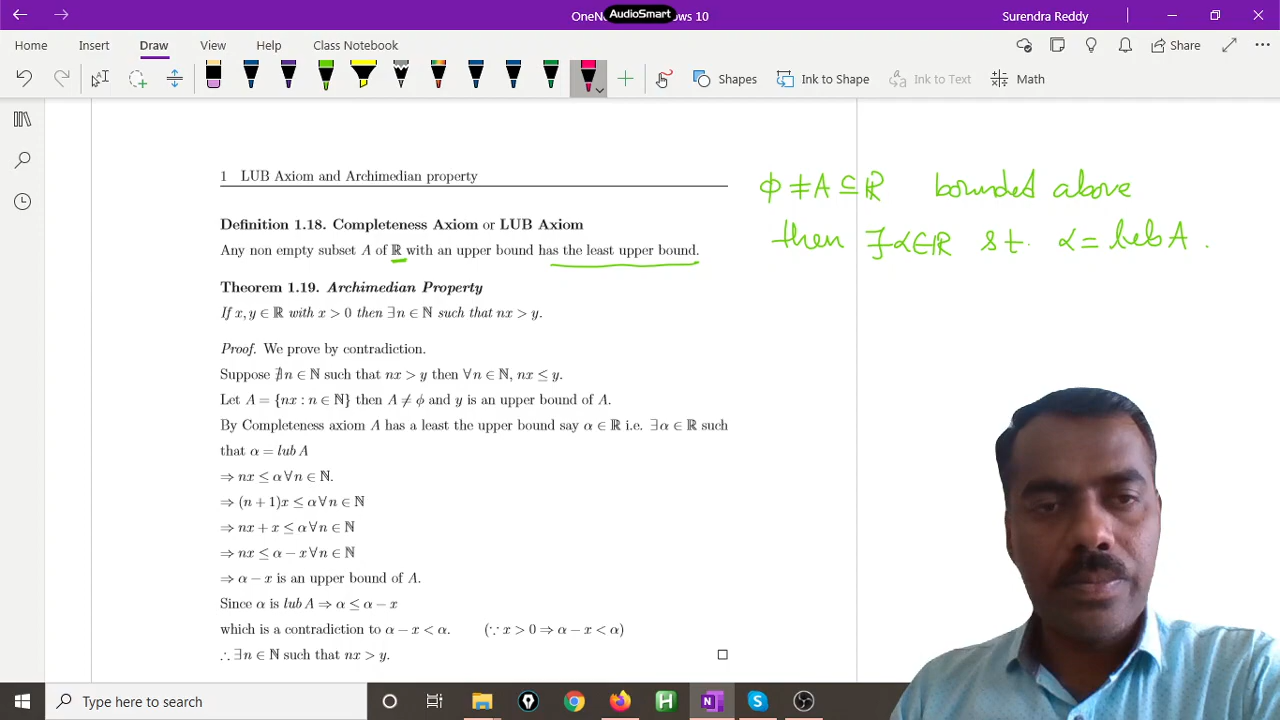 OneNote for Windows 10
AudioSmart
Surendra Reddy
Home Insert Draw View Help Class Notebook
Share
Shapes Ink to Shape Ink to Text Math
1 LUB Axiom and Archimedian property
Definition 1.18. Completeness Axiom or LUB Axiom
Any non empty subset A of ℝ with an upper bound has the least upper bound.
Theorem 1.19. Archimedian Property
If x, y ∈ ℝ with x > 0 then ∃ n ∈ ℕ such that nx > y.
Proof. We prove by contradiction.
Suppose ∄ n ∈ ℕ such that nx > y then ∀ n ∈ ℕ, nx ≤ y.
Let A = {nx : n ∈ ℕ} then A ≠ ϕ and y is an upper bound of A.
By Completeness axiom A has a least the upper bound say α ∈ ℝ i.e. ∃ α ∈ ℝ such
that α = lub A
⇒ nx ≤ α ∀ n ∈ ℕ.
⇒ (n + 1)x ≤ α ∀ n ∈ ℕ
⇒ nx + x ≤ α ∀ n ∈ ℕ
⇒ nx ≤ α − x ∀ n ∈ ℕ
⇒ α − x is an upper bound of A.
Since α is lub A ⇒ α ≤ α − x
which is a contradiction to α − x < α. (∵ x > 0 ⇒ α − x < α)
∴ ∃ n ∈ ℕ such that nx > y. □
ϕ ≠ A ⊆ ℝ bounded above
then ∃ α ∈ ℝ s.t. α = lub A.
Type here to search